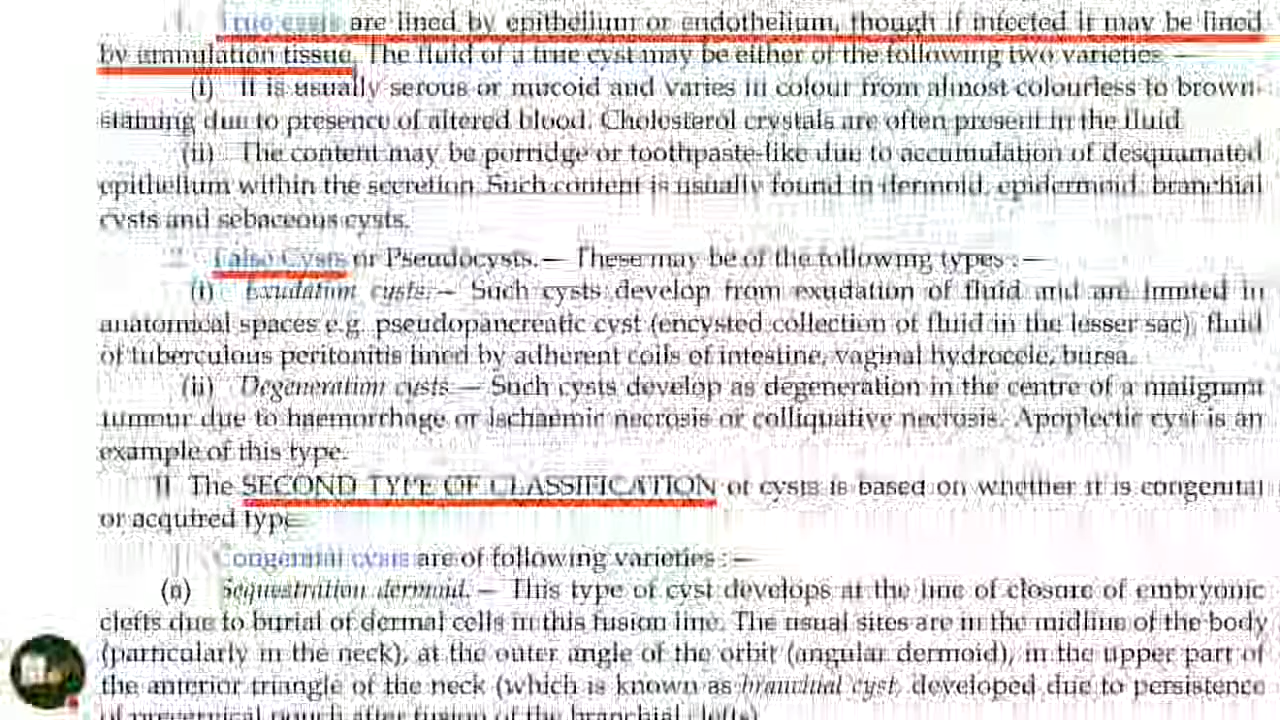 True cysts are lined by epithelium or endothelium, though if infected it may be lined
by granulation tissue. The fluid of a true cyst may be either of the following two varieties. —
(i) It is usually serous or mucoid and varies in colour from almost colourless to brown-
staining due to presence of altered blood. Cholesterol crystals are often present in the fluid.
(ii) The content may be porridge or toothpaste-like due to accumulation of desquamated
epithelium within the secretion. Such content is usually found in dermoid, epidermoid, branchial
cysts and sebaceous cysts.
False Cysts or Pseudocysts. — These may be of the following types : —
(i) Exudation cysts. — Such cysts develop from exudation of fluid and are limited in
anatomical spaces e.g. pseudopancreatic cyst (encysted collection of fluid in the lesser sac), fluid
of tuberculous peritonitis lined by adherent coils of intestine, vaginal hydrocele, bursa.
(ii) Degeneration cysts. — Such cysts develop as degeneration in the centre of a malignant
tumour due to haemorrhage or ischaemic necrosis or colliquative necrosis. Apoplectic cyst is an
example of this type.
II. The SECOND TYPE OF CLASSIFICATION of cysts is based on whether it is congenital
or acquired type.
Congenital cysts are of following varieties : —
(a) Sequestration dermoid. — This type of cyst develops at the line of closure of embryonic
clefts due to burial of dermal cells in this fusion line. The usual sites are in the midline of the body
(particularly in the neck), at the outer angle of the orbit (angular dermoid), in the upper part of
the anterior triangle of the neck (which is known as branchial cyst, developed due to persistence
of precervical pouch after fusion of the branchial clefts)